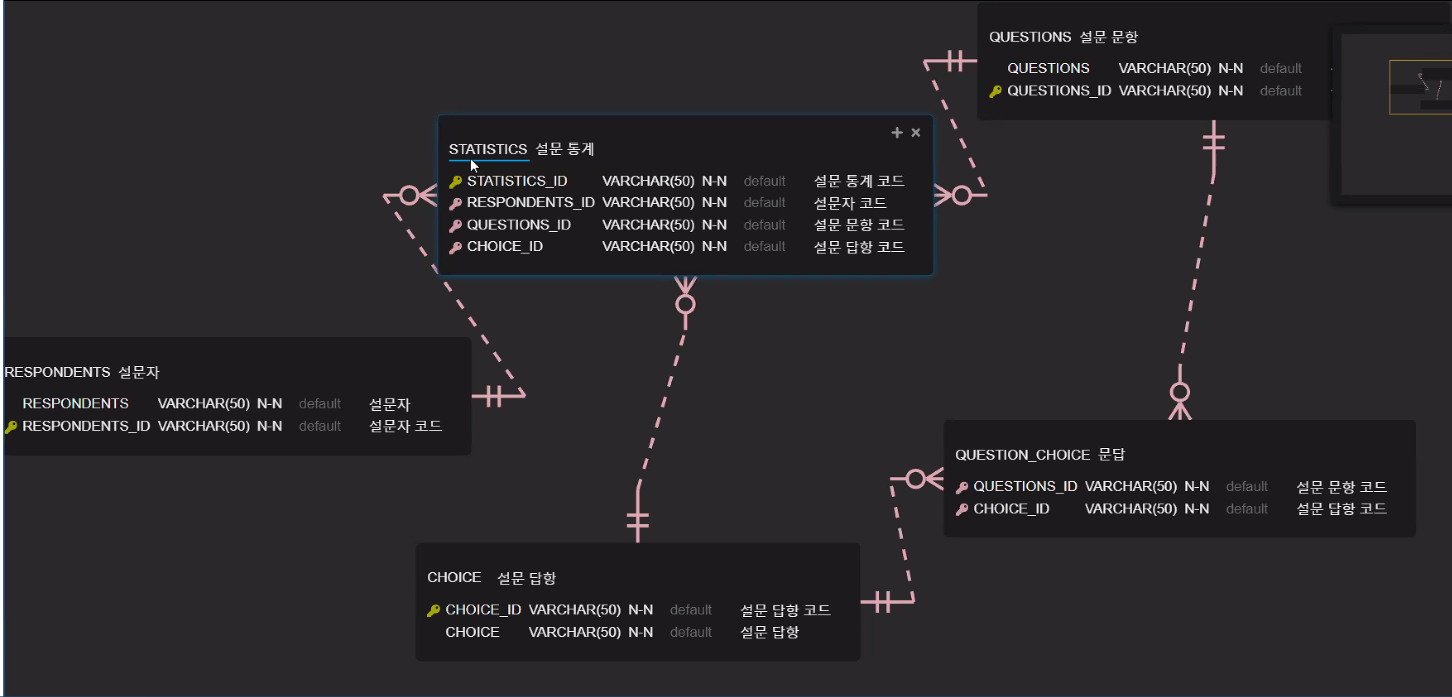 QUESTIONS 설문 문항
QUESTIONS VARCHAR(50) N-N default
QUESTIONS_ID VARCHAR(50) N-N default
STATISTICS 설문 통계
STATISTICS_ID VARCHAR(50) N-N default 설문 통계 코드
RESPONDENTS_ID VARCHAR(50) N-N default 설문자 코드
QUESTIONS_ID VARCHAR(50) N-N default 설문 문항 코드
CHOICE_ID VARCHAR(50) N-N default 설문 답항 코드
RESPONDENTS 설문자
RESPONDENTS VARCHAR(50) N-N default 설문자
RESPONDENTS_ID VARCHAR(50) N-N default 설문자 코드
QUESTION_CHOICE 문답
QUESTIONS_ID VARCHAR(50) N-N default 설문 문항 코드
CHOICE_ID VARCHAR(50) N-N default 설문 답항 코드
CHOICE 설문 답항
CHOICE_ID VARCHAR(50) N-N default 설문 답항 코드
CHOICE VARCHAR(50) N-N default 설문 답항